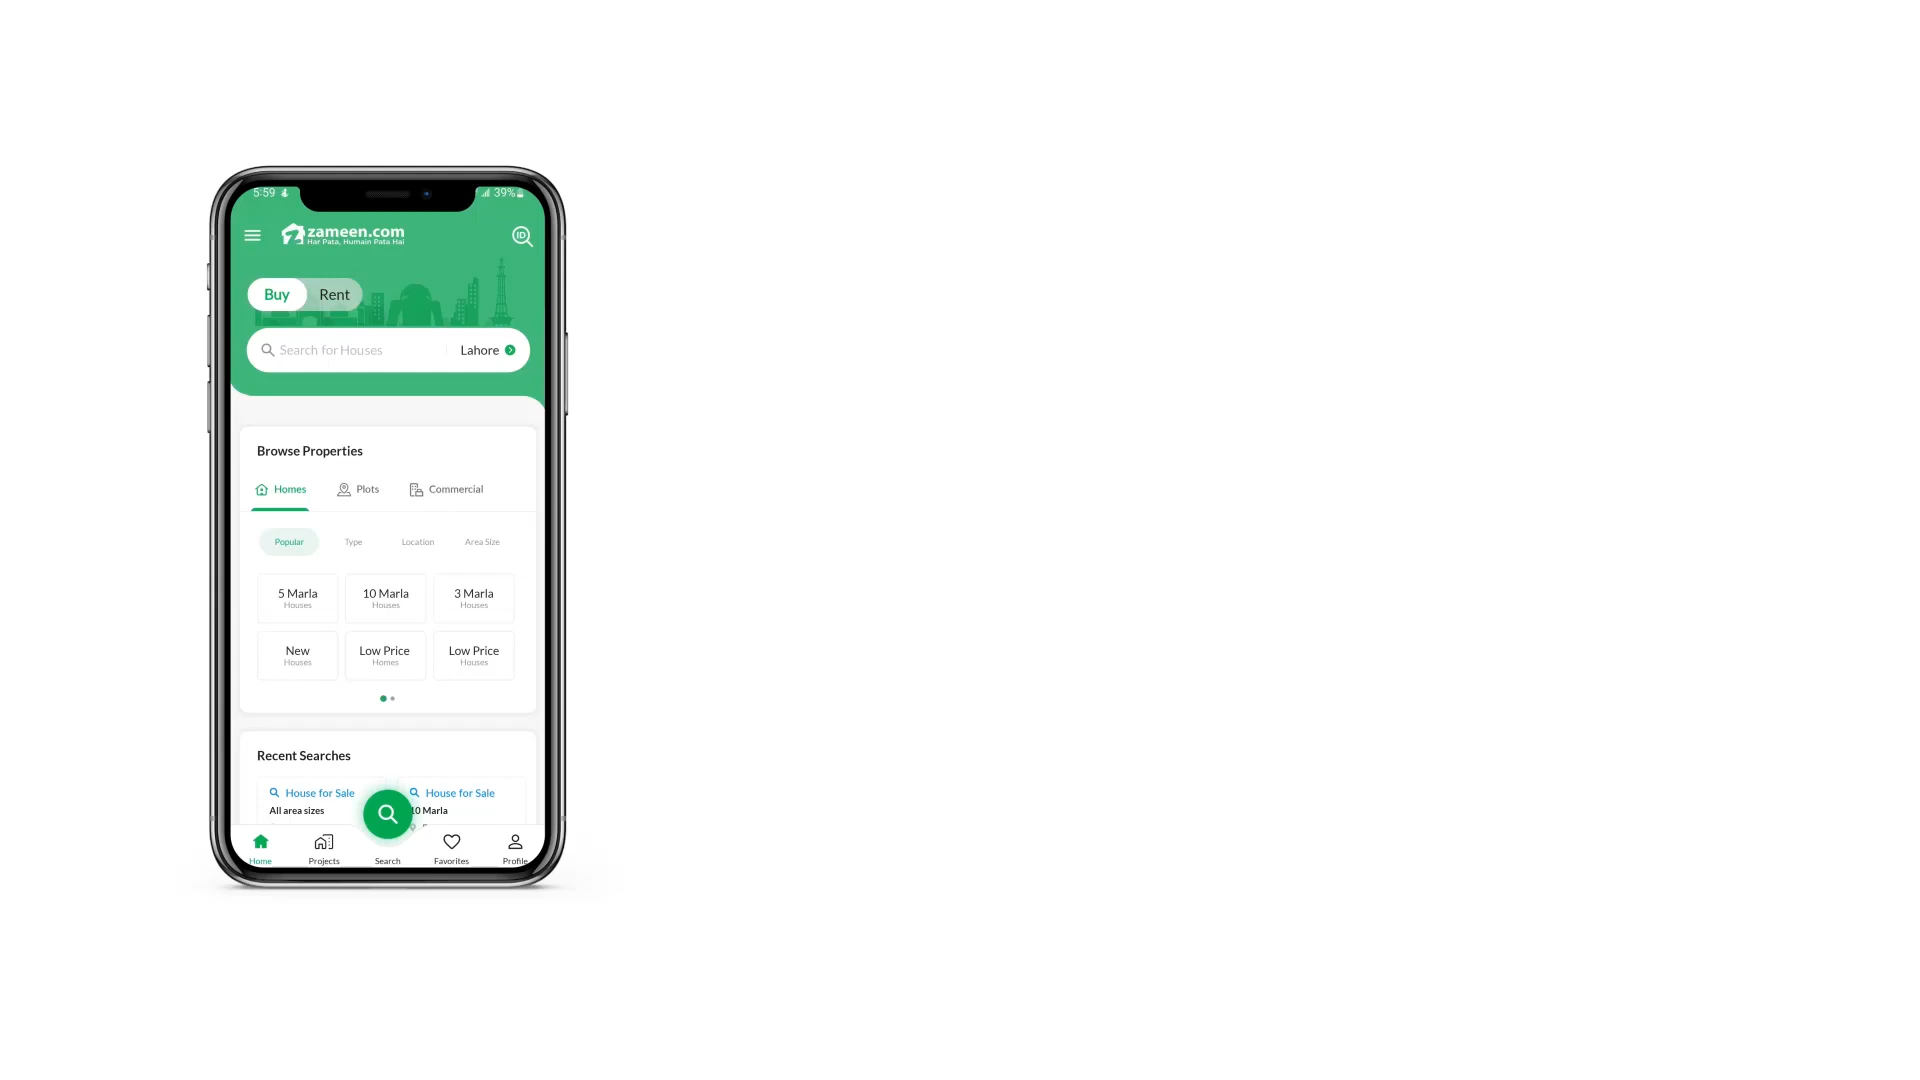 5:59 39%
zameen.com
Har Pata, Humain Pata Hai
ID
Buy Rent
Search for Houses Lahore
Browse Properties
Homes Plots Commercial
Popular Type Location Area Size
5 Marla 10 Marla 3 Marla
Houses Houses Houses
New Low Price Low Price
Houses Homes Houses
Recent Searches
House for Sale House for Sale
All area sizes 10 Marla
Home Projects Search Favorites Profile